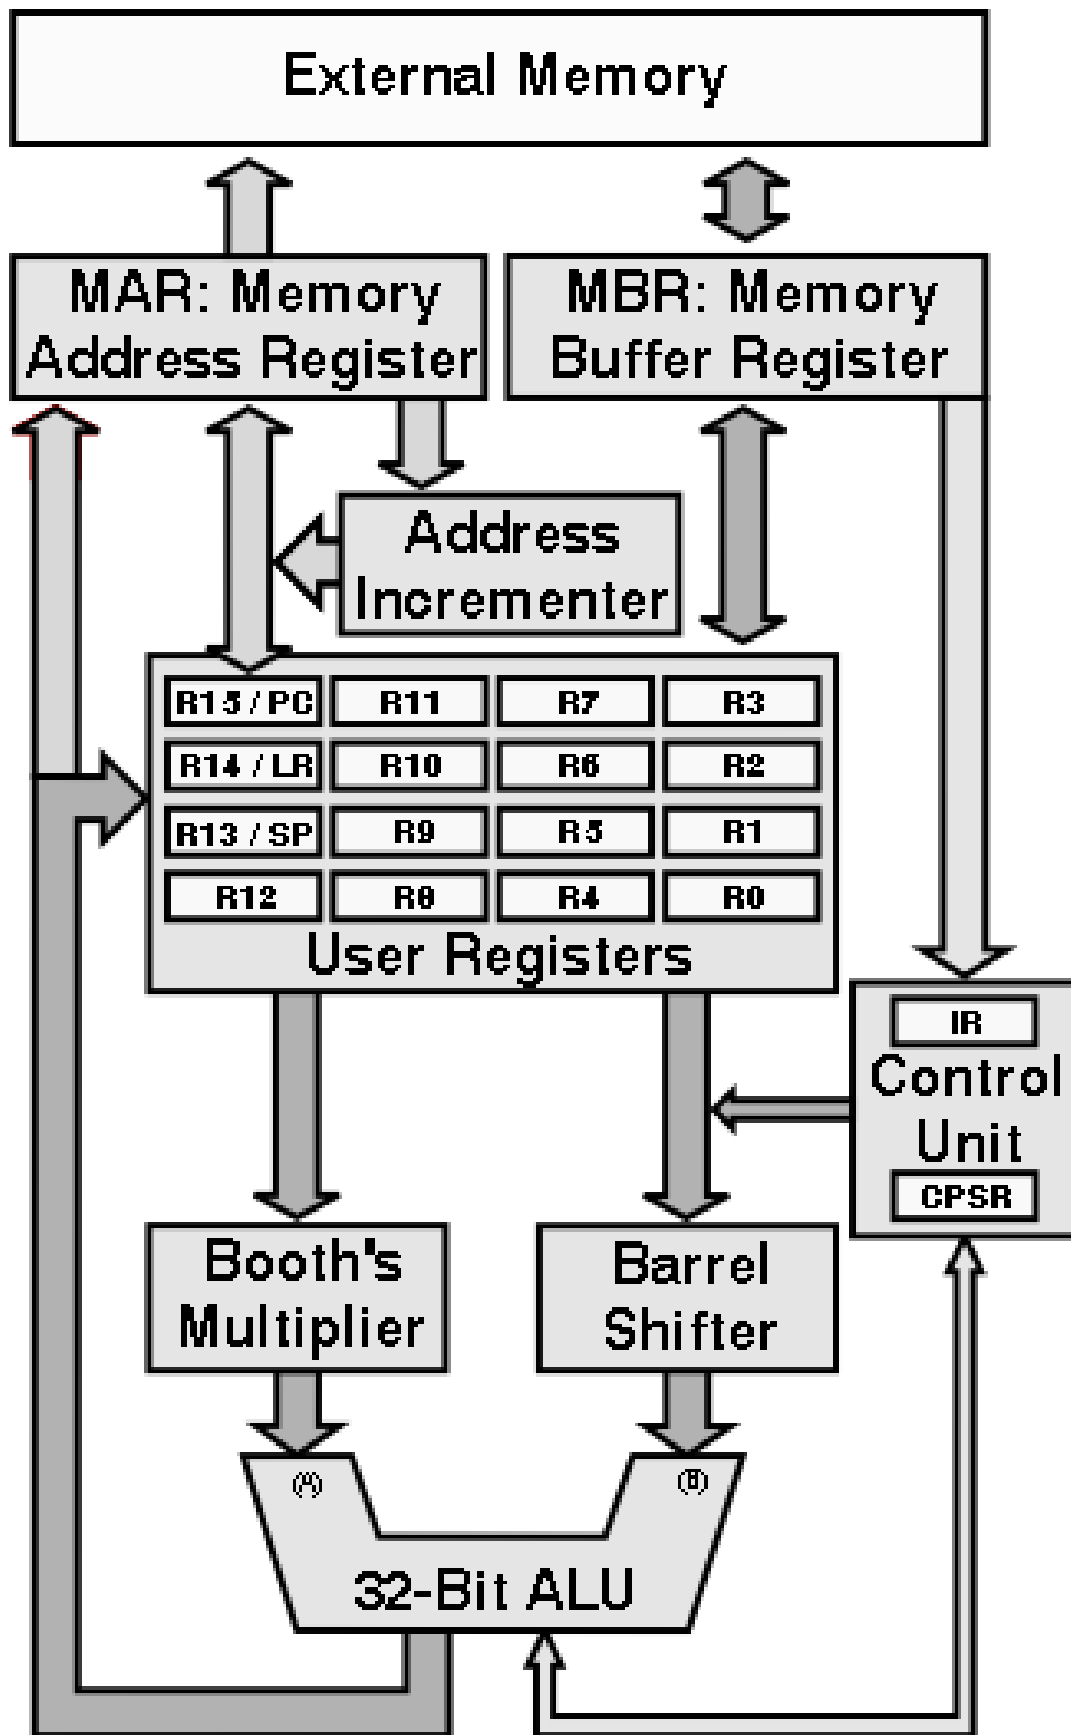 External Memory
MAR: Memory
Address Register
MBR: Memory
Buffer Register
Address
Incrementer
R15 / PC
R11
R7
R3
R14 / LR
R10
R6
R2
R13 / SP
R9
R5
R1
R12
R8
R4
R0
User Registers
IR
Control
Unit
CPSR
Booth's
Multiplier
Barrel
Shifter
(A)
(B)
32-Bit ALU